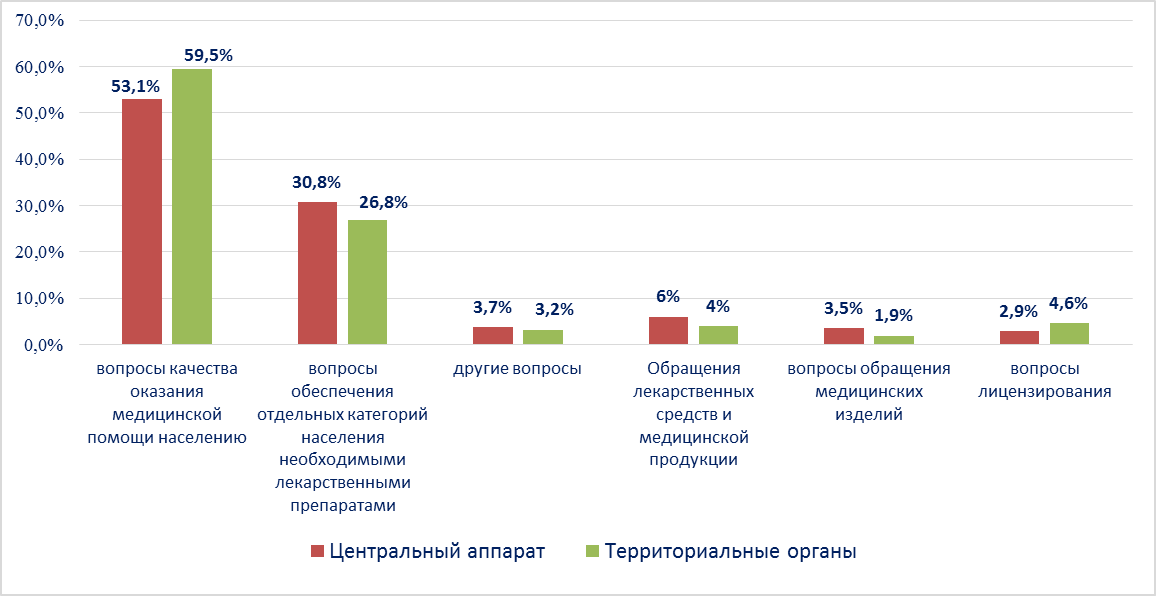 70,0%
60,0%
50,0%
40,0%
30,0%
20,0%
10,0%
0,0%
53,1%
59,5%
30,8%
26,8%
3,7%
3,2%
6%
4%
3,5%
1,9%
2,9%
4,6%
вопросы качества
оказания
медицинской
помощи населению
вопросы
обеспечения
отдельных категорий
населения
необходимыми
лекарственными
препаратами
другие вопросы
Обращения
лекарственных
средств и
медицинской
продукции
вопросы обращения
медицинских
изделий
вопросы
лицензирования
Центральный аппарат
Территориальные органы